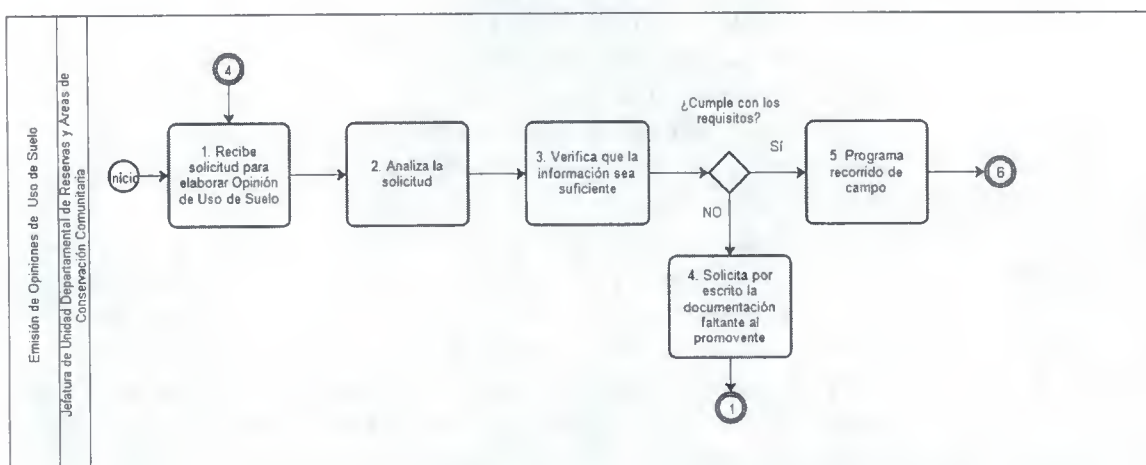 Emisión de Opiniones de Uso de Suelo
Jefatura de Unidad Departamental de Reservas y Áreas de
Conservación Comunitaria
Inicio
4
1. Recibe
solicitud para
elaborar Opinión
de Uso de Suelo
2. Analiza la
solicitud
3. Verifica que la
información sea
suficiente
¿Cumple con los
requisitos?
Sí
5 Programa
recorrido de
campo
6
NO
4. Solicita por
escrito la
documentación
faltante al
promovente
1